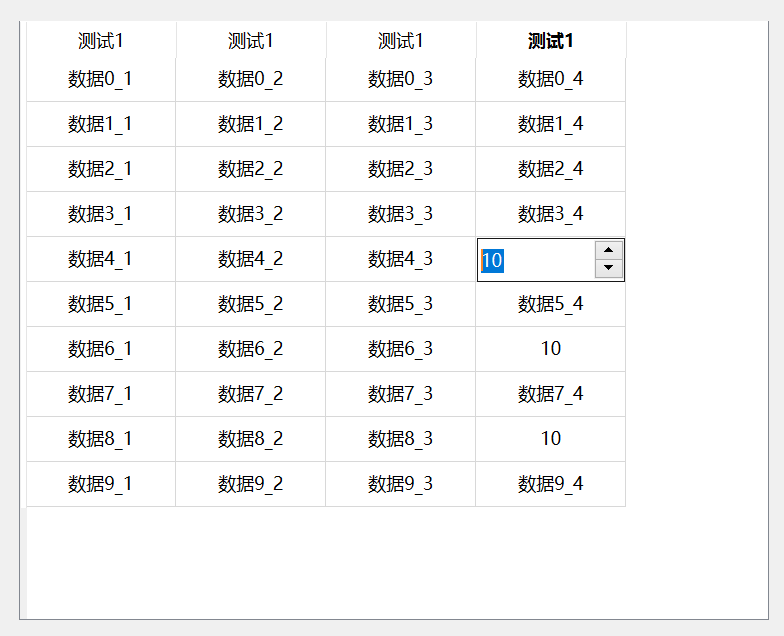 测试1 测试1 测试1 测试1
数据0_1 数据0_2 数据0_3 数据0_4
数据1_1 数据1_2 数据1_3 数据1_4
数据2_1 数据2_2 数据2_3 数据2_4
数据3_1 数据3_2 数据3_3 数据3_4
数据4_1 数据4_2 数据4_3 10
数据5_1 数据5_2 数据5_3 数据5_4
数据6_1 数据6_2 数据6_3 10
数据7_1 数据7_2 数据7_3 数据7_4
数据8_1 数据8_2 数据8_3 10
数据9_1 数据9_2 数据9_3 数据9_4